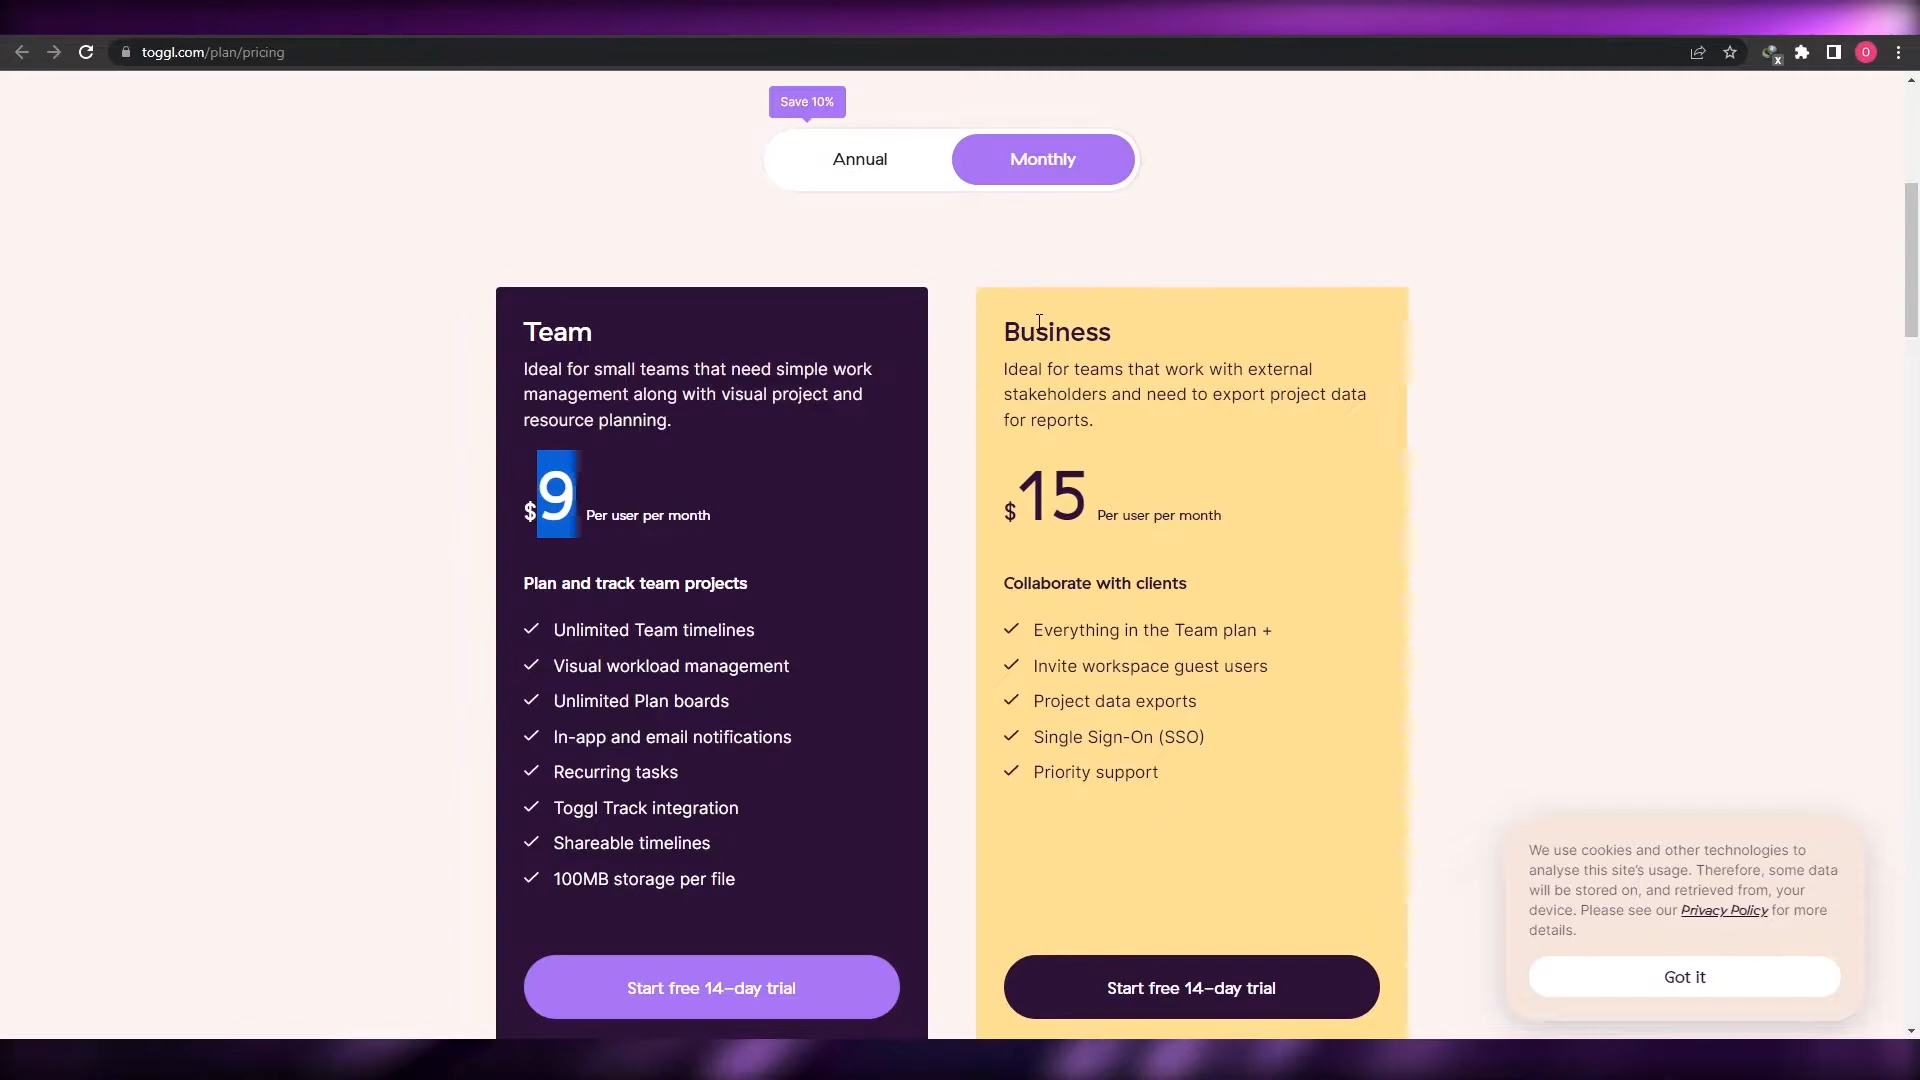 toggl.com/plan/pricing
O
x
Save 10%
Annual
Monthly
Team
Ideal for small teams that need simple work
management along with visual project and
resource planning.
$9 Per user per month
Plan and track team projects
Unlimited Team timelines
Visual workload management
Unlimited Plan boards
In-app and email notifications
Recurring tasks
Toggl Track integration
Shareable timelines
100MB storage per file
Start free 14-day trial
Business
Ideal for teams that work with external
stakeholders and need to export project data
for reports.
$15 Per user per month
Collaborate with clients
Everything in the Team plan +
Invite workspace guest users
Project data exports
Single Sign-On (SSO)
Priority support
Start free 14-day trial
We use cookies and other technologies to
analyse this site's usage. Therefore, some data
will be stored on, and retrieved from, your
device. Please see our Privacy Policy for more
details.
Got it